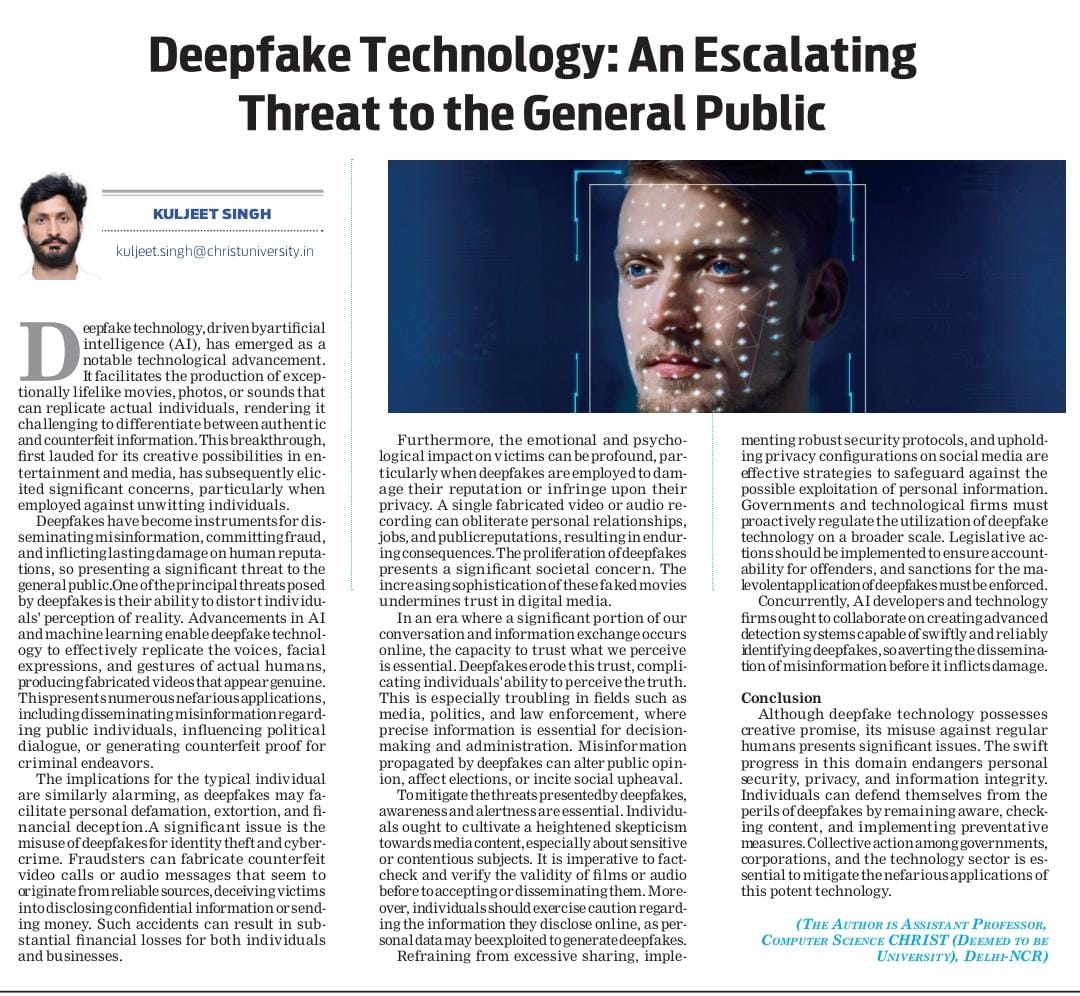 Deepfake Technology: An Escalating
Threat to the General Public
KULJEET SINGH
kuljeet.singh@christuniversity.in
Deepfake technology, driven by artificial
intelligence (AI), has emerged as a
notable technological advancement.
It facilitates the production of excep-
tionally lifelike movies, photos, or sounds that
can replicate actual individuals, rendering it
challenging to differentiate between authentic
and counterfeit information. This breakthrough,
first lauded for its creative possibilities in en-
tertainment and media, has subsequently elic-
ited significant concerns, particularly when
employed against unwitting individuals.
Deepfakes have become instruments for dis-
seminating misinformation, committing fraud,
and inflicting lasting damage on human reputa-
tions, so presenting a significant threat to the
general public.One of the principal threats posed
by deepfakes is their ability to distort individu-
als' perception of reality. Advancements in AI
and machine learning enable deepfake technol-
ogy to effectively replicate the voices, facial
expressions, and gestures of actual humans,
producing fabricated videos that appear genuine.
This presents numerous nefarious applications,
including disseminating misinformation regard-
ing public individuals, influencing political
dialogue, or generating counterfeit proof for
criminal endeavors.
The implications for the typical individual
are similarly alarming, as deepfakes may fa-
cilitate personal defamation, extortion, and fi-
nancial deception.A significant issue is the
misuse of deepfakes for identity theft and cyber-
crime. Fraudsters can fabricate counterfeit
video calls or audio messages that seem to
originate from reliable sources, deceiving victims
into disclosing confidential information or send-
ing money. Such accidents can result in sub-
stantial financial losses for both individuals
and businesses.
Furthermore, the emotional and psycho-
logical impact on victims can be profound, par-
ticularly when deepfakes are employed to dam-
age their reputation or infringe upon their
privacy. A single fabricated video or audio re-
cording can obliterate personal relationships,
jobs, and public reputations, resulting in endur-
ing consequences. The proliferation of deepfakes
presents a significant societal concern. The
increasing sophistication of these faked movies
undermines trust in digital media.
In an era where a significant portion of our
conversation and information exchange occurs
online, the capacity to trust what we perceive
is essential. Deepfakes erode this trust, compli-
cating individuals' ability to perceive the truth.
This is especially troubling in fields such as
media, politics, and law enforcement, where
precise information is essential for decision-
making and administration. Misinformation
propagated by deepfakes can alter public opin-
ion, affect elections, or incite social upheaval.
To mitigate the threats presented by deepfakes,
awareness and alertness are essential. Individu-
als ought to cultivate a heightened skepticism
towards media content, especially about sensitive
or contentious subjects. It is imperative to fact-
check and verify the validity of films or audio
before to accepting or disseminating them. More-
over, individuals should exercise caution regard-
ing the information they disclose online, as per-
sonal data may be exploited to generate deepfakes.
Refraining from excessive sharing, imple-
menting robust security protocols, and uphold-
ing privacy configurations on social media are
effective strategies to safeguard against the
possible exploitation of personal information.
Governments and technological firms must
proactively regulate the utilization of deepfake
technology on a broader scale. Legislative ac-
tions should be implemented to ensure account-
ability for offenders, and sanctions for the ma-
levolent application of deepfakes must be enforced.
Concurrently, AI developers and technology
firms ought to collaborate on creating advanced
detection systems capable of swiftly and reliably
identifying deepfakes, so averting the dissemina-
tion of misinformation before it inflicts damage.
Conclusion
Although deepfake technology possesses
creative promise, its misuse against regular
humans presents significant issues. The swift
progress in this domain endangers personal
security, privacy, and information integrity.
Individuals can defend themselves from the
perils of deepfakes by remaining aware, check-
ing content, and implementing preventative
measures. Collective action among governments,
corporations, and the technology sector is es-
sential to mitigate the nefarious applications of
this potent technology.
(The Author is Assistant Professor,
Computer Science CHRIST (Deemed to be
University), Delhi-NCR)